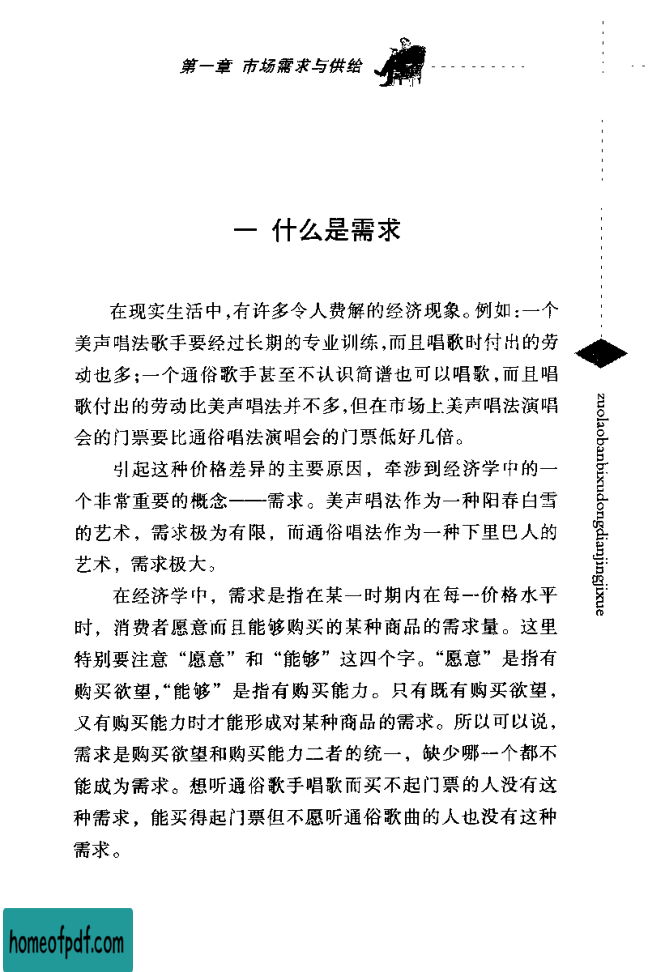 第一章 市场需求与供给
一 什么是需求
在现实生活中,有许多令人费解的经济现象。例如:一个
美声唱法歌手要经过长期的专业训练,而且唱歌时付出的劳
动也多;一个通俗歌手甚至不认识简谱也可以唱歌,而且唱
歌付出的劳动比美声唱法并不多,但在市场上美声唱法演唱
会的门票要比通俗唱法演唱会的门票低好几倍。
引起这种价格差异的主要原因，牵涉到经济学中的一
个非常重要的概念——需求。美声唱法作为一种阳春白雪
的艺术，需求极为有限，而通俗唱法作为一种下里巴人的
艺术，需求极大。
在经济学中，需求是指在某一时期内在每一价格水平
时，消费者愿意而且能够购买的某种商品的需求量。这里
特别要注意“愿意”和“能够”这四个字。“愿意”是指有
购买欲望,“能够”是指有购买能力。只有既有购买欲望，
又有购买能力时才能形成对某种商品的需求。所以可以说，
需求是购买欲望和购买能力二者的统一，缺少哪一个都不
能成为需求。想听通俗歌手唱歌而买不起门票的人没有这
种需求，能买得起门票但不愿听通俗歌曲的人也没有这种
需求。
zuolaobanbixudongdianjingjixue
homeofpdf.com